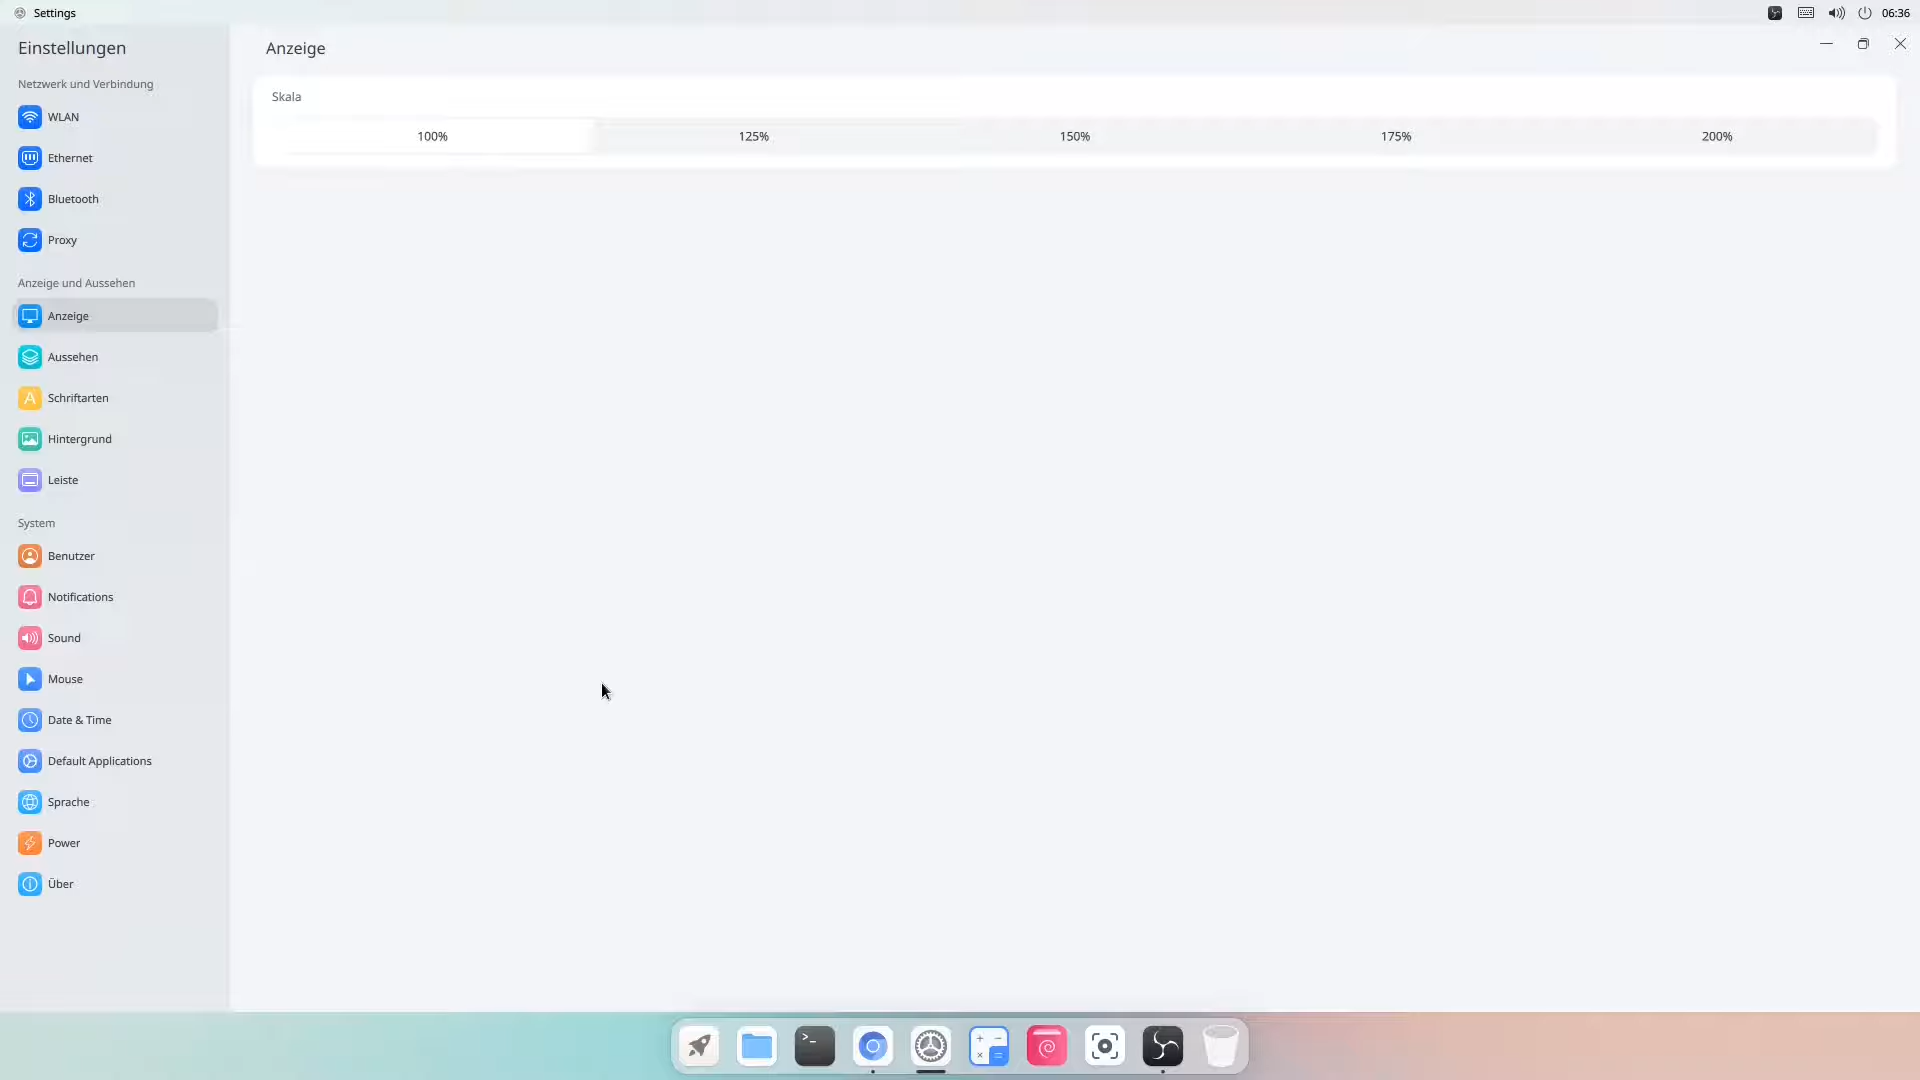 Settings
06:36
Einstellungen
Netzwerk und Verbindung
WLAN
Ethernet
Bluetooth
Proxy
Anzeige und Aussehen
Anzeige
Aussehen
Schriftarten
Hintergrund
Leiste
System
Benutzer
Notifications
Sound
Mouse
Date & Time
Default Applications
Sprache
Power
Über
Anzeige
Skala
100% 125% 150% 175% 200%